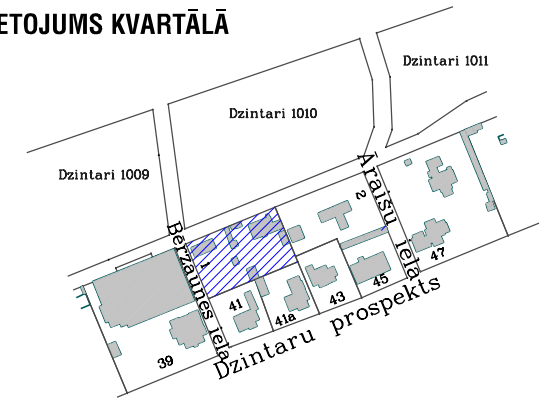 ETOJUMS KVARTĀLĀ
Dzintari 1011
Dzintari 1010
Dzintari 1009
Āraišu iela
Bērzaunes iela
2
1
E
47
45
43
41
41a
39
Dzintaru prospekts